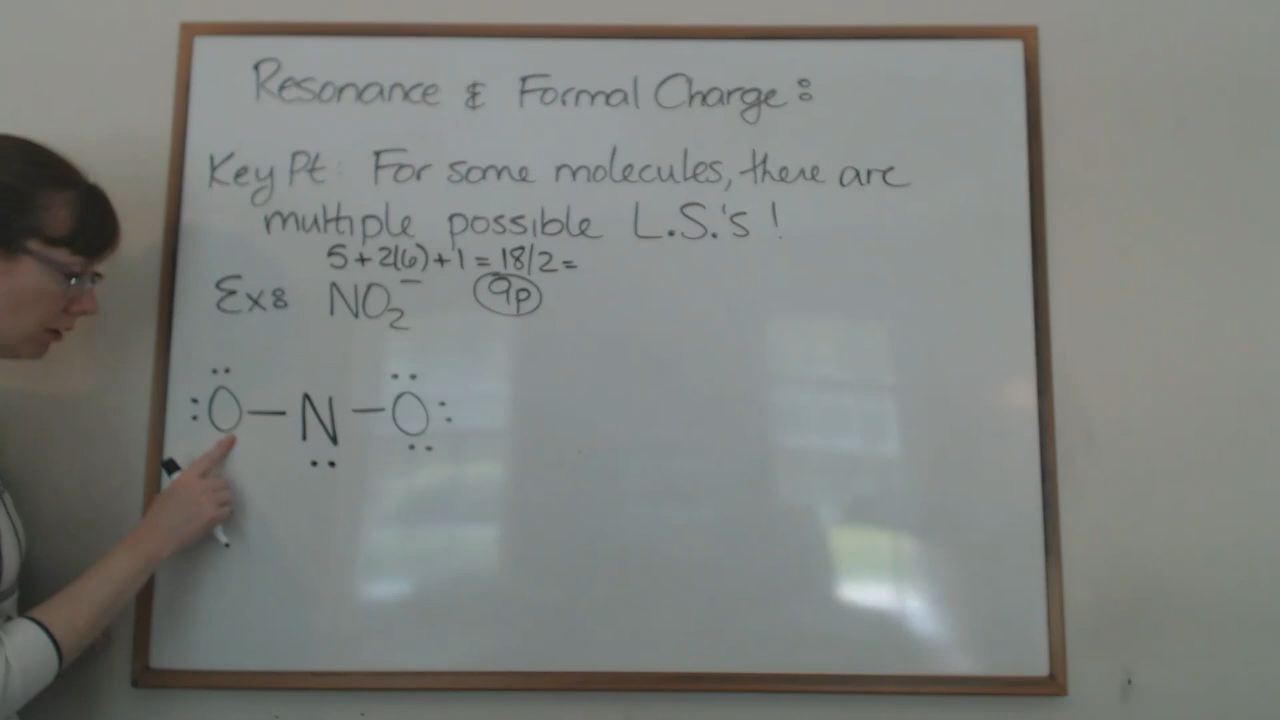 Resonance & Formal Charge:
Key Pt: For some molecules, there are
multiple possible L.S.'s!
5+2(6)+1=18/2=
Ex: NO₂⁻ 9p
:Ö—N̤—Ö̤: